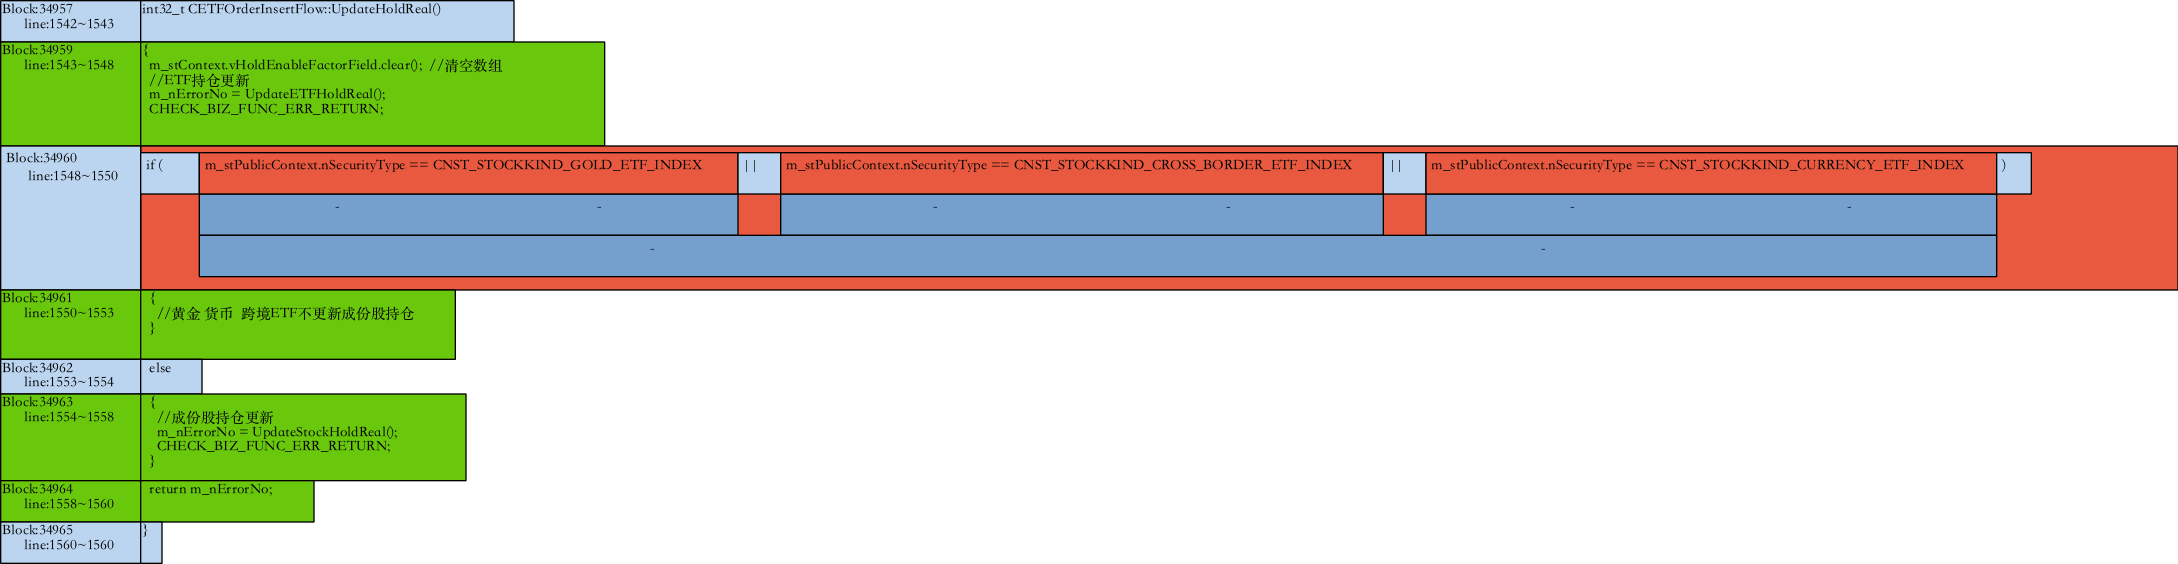 Block:34957
line:1542~1543
int32_t CETFOrderInsertFlow::UpdateHoldReal()
Block:34959
line:1543~1548
{
m_stContext.vHoldEnableFactorField.clear(); //清空数组
//ETF持仓更新
m_nErrorNo = UpdateETFHoldReal();
CHECK_BIZ_FUNC_ERR_RETURN;
Block:34960
line:1548~1550
if ( m_stPublicContext.nSecurityType == CNST_STOCKKIND_GOLD_ETF_INDEX || m_stPublicContext.nSecurityType == CNST_STOCKKIND_CROSS_BORDER_ETF_INDEX || m_stPublicContext.nSecurityType == CNST_STOCKKIND_CURRENCY_ETF_INDEX )
- - - - - -
- -
Block:34961
line:1550~1553
{
//黄金 货币 跨境ETF不更新成份股持仓
}
Block:34962
line:1553~1554
else
Block:34963
line:1554~1558
{
//成份股持仓更新
m_nErrorNo = UpdateStockHoldReal();
CHECK_BIZ_FUNC_ERR_RETURN;
}
Block:34964
line:1558~1560
return m_nErrorNo;
Block:34965
line:1560~1560
}